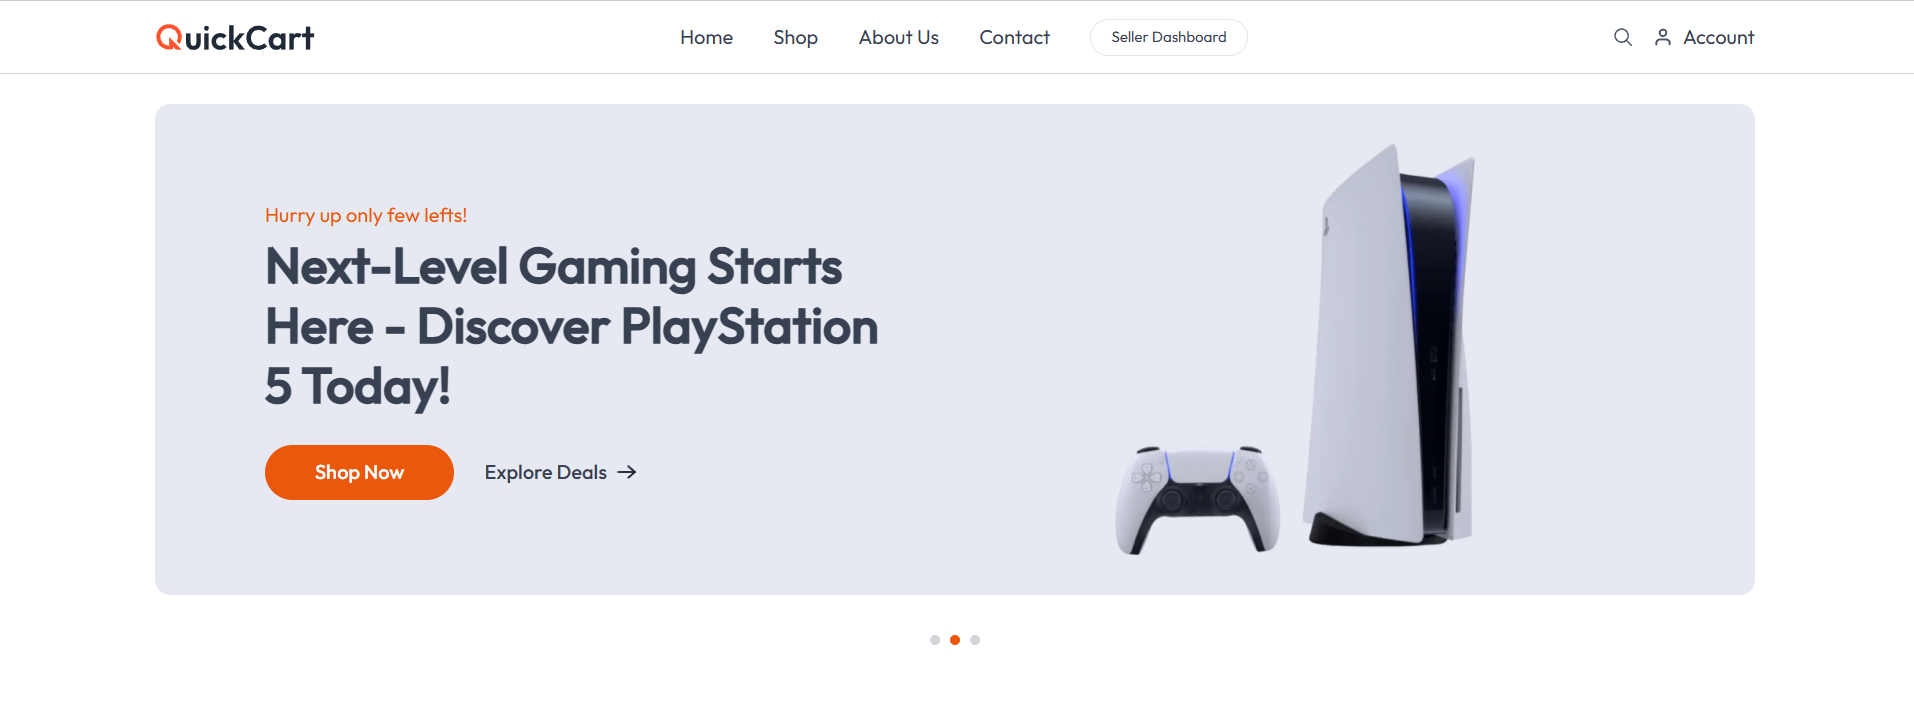 QuickCart
Home
Shop
About Us
Contact
Seller Dashboard
Account
Hurry up only few lefts!
Next-Level Gaming Starts
Here - Discover PlayStation
5 Today!
Shop Now
Explore Deals